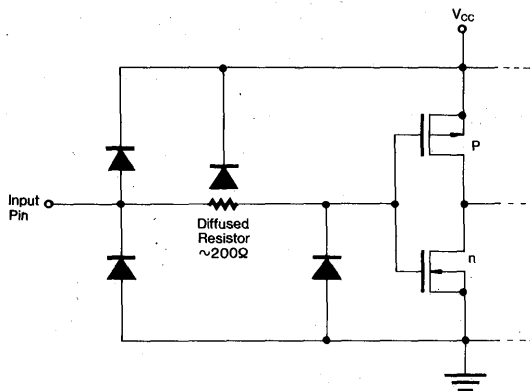 VCC
P
Input
Pin
Diffused
Resistor
~200Ω
n